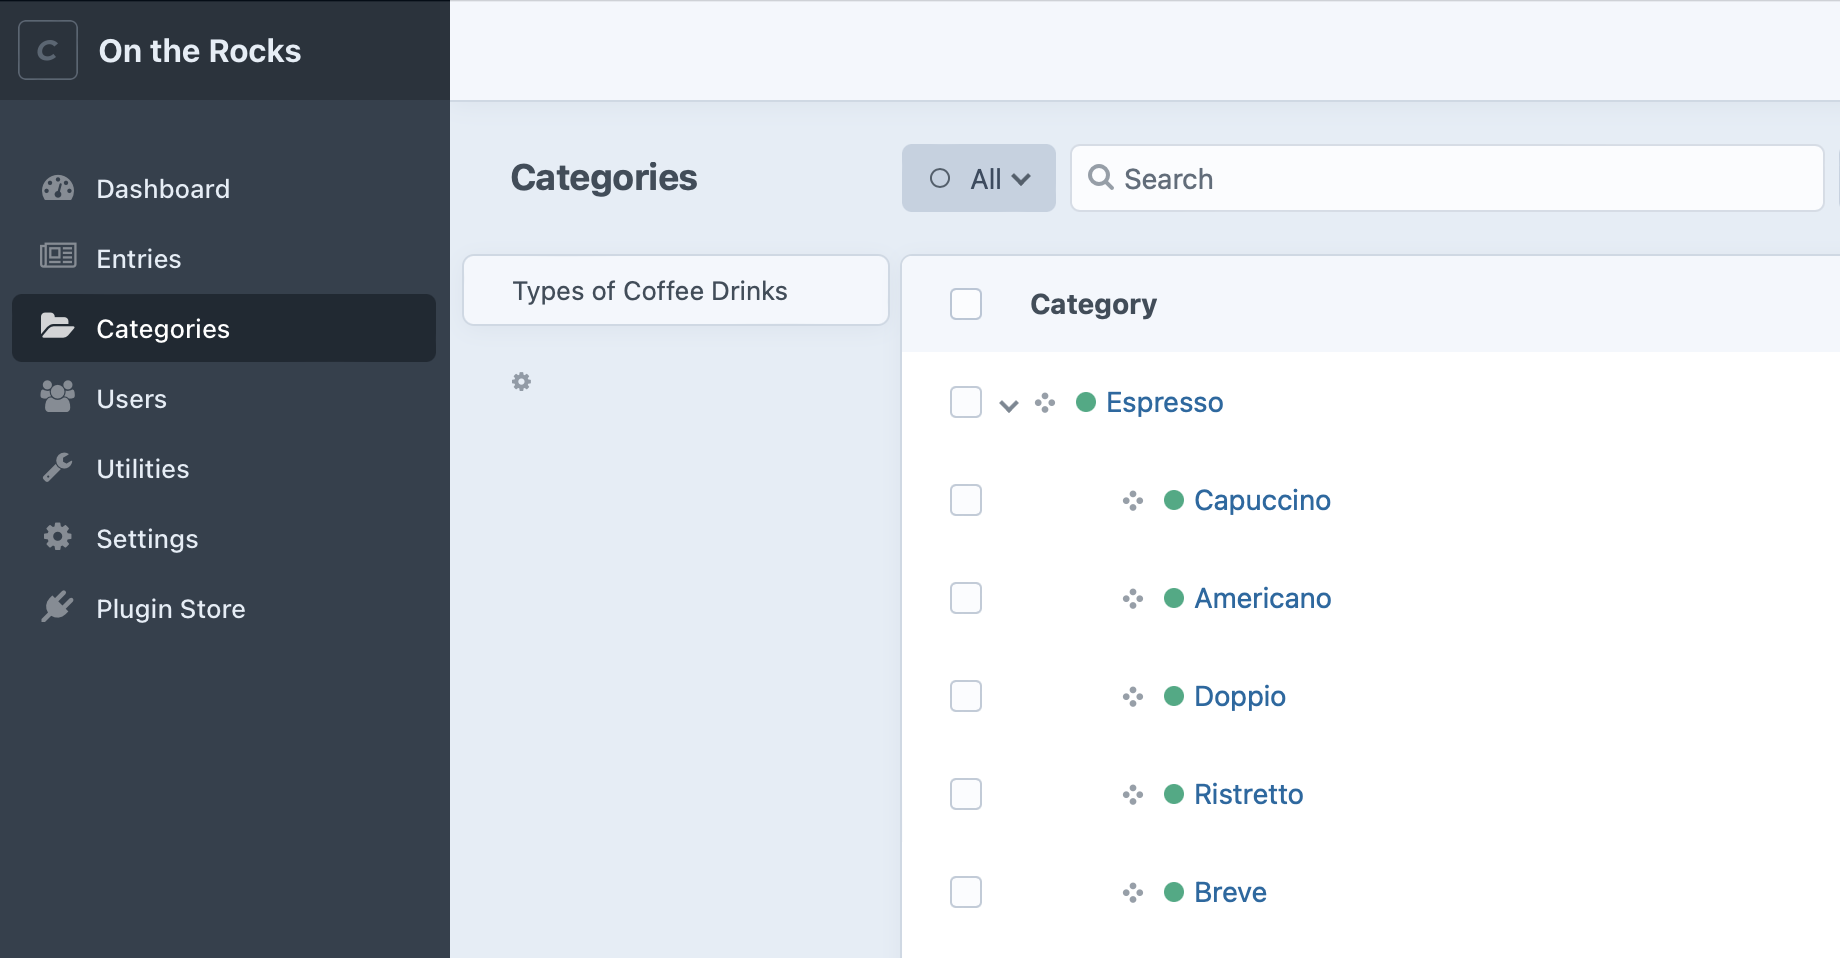 C On the Rocks
Dashboard
Entries
Categories
Users
Utilities
Settings
Plugin Store
Categories
All
Search
Types of Coffee Drinks
Category
Espresso
Capuccino
Americano
Doppio
Ristretto
Breve